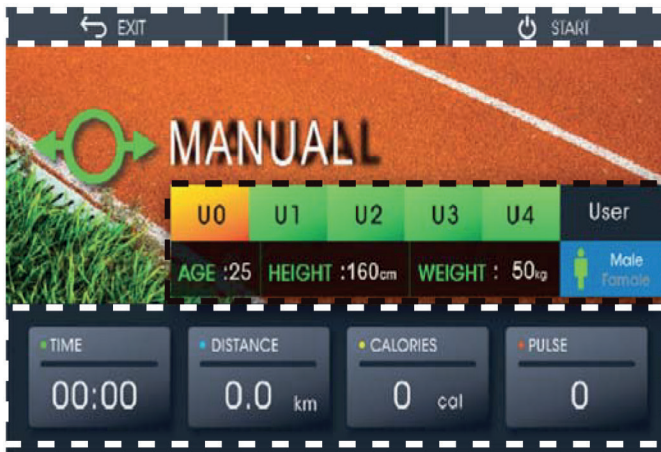 EXIT START
MANUAL
U0 U1 U2 U3 U4 User
AGE :25 HEIGHT :160cm WEIGHT : 50kg Male
Famale
TIME DISTANCE CALORIES PULSE
00:00 0.0 km 0 cal 0